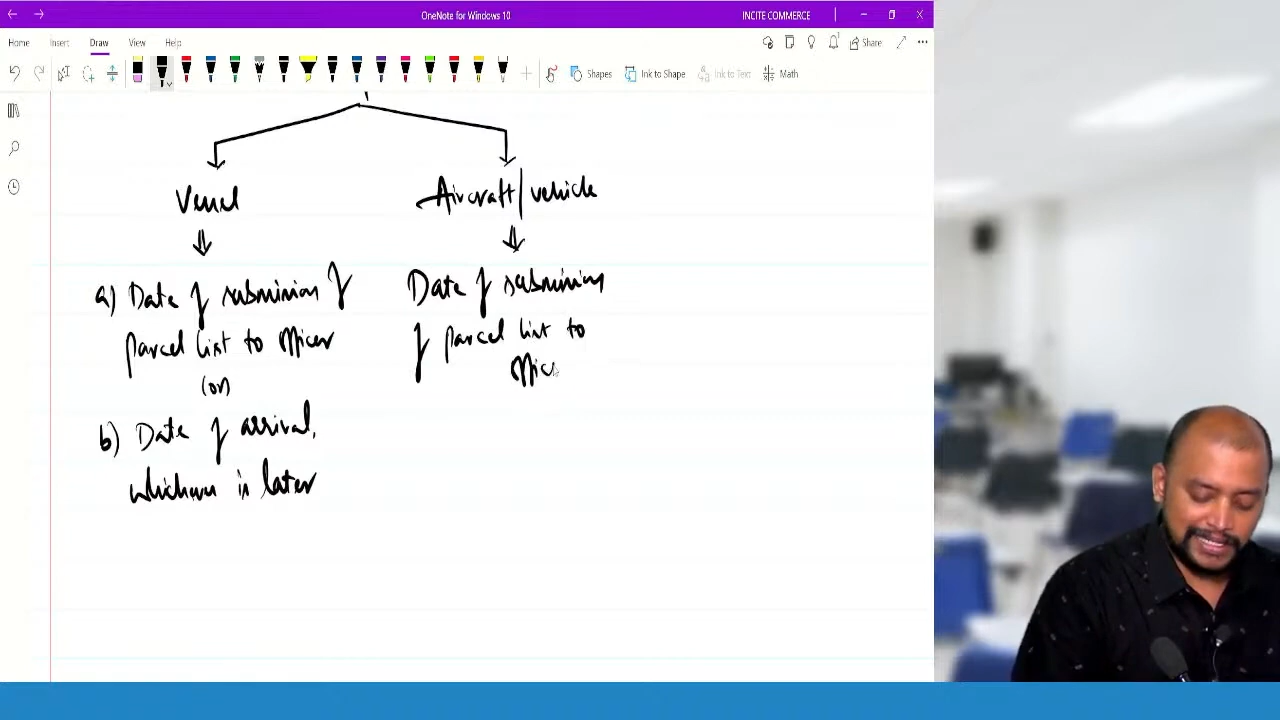 OneNote for Windows 10
INCITE COMMERCE
Home Insert Draw View Help
Share
Shapes
Ink to Shape
Ink to Text
Math
Vessel
a) Date of submission of
parcel list to officer
(or)
b) Date of arrival,
whichever is later
Aircraft/vehicle
Date of submission
of parcel list to
Offic